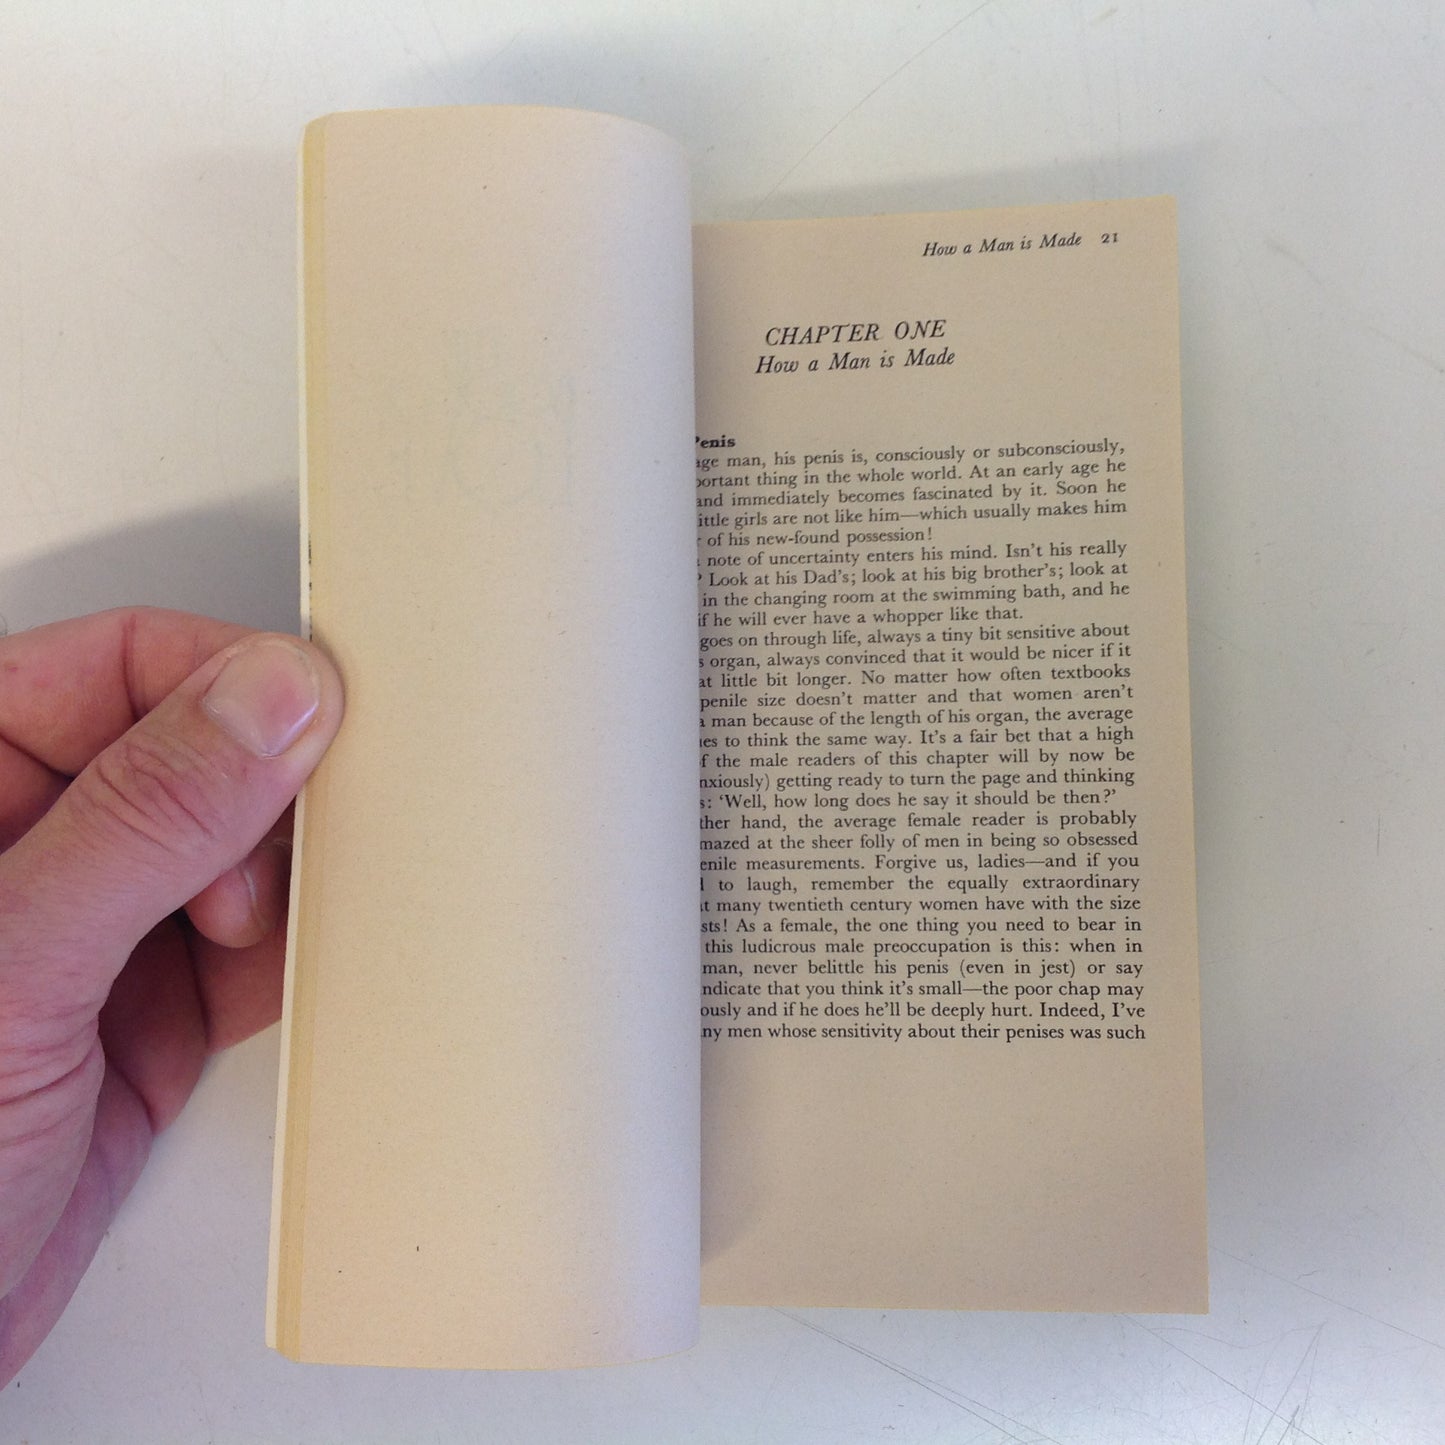 How a Man is Made 21
CHAPTER ONE
How a Man is Made
Penis
age man, his penis is, consciously or subconsciously,
portant thing in the whole world. At an early age he
and immediately becomes fascinated by it. Soon he
ittle girls are not like him—which usually makes him
r of his new-found possession!
note of uncertainty enters his mind. Isn't his really
? Look at his Dad's; look at his big brother's; look at
in the changing room at the swimming bath, and he
if he will ever have a whopper like that.
goes on through life, always a tiny bit sensitive about
s organ, always convinced that it would be nicer if it
at little bit longer. No matter how often textbooks
penile size doesn't matter and that women aren't
a man because of the length of his organ, the average
ues to think the same way. It's a fair bet that a high
of the male readers of this chapter will by now be
nxiously) getting ready to turn the page and thinking
s: 'Well, how long does he say it should be then?'
ther hand, the average female reader is probably
mazed at the sheer folly of men in being so obsessed
enile measurements. Forgive us, ladies—and if you
d to laugh, remember the equally extraordinary
at many twentieth century women have with the size
sts! As a female, the one thing you need to bear in
this ludicrous male preoccupation is this: when in
man, never belittle his penis (even in jest) or say
ndicate that you think it's small—the poor chap may
ously and if he does he'll be deeply hurt. Indeed, I've
ny men whose sensitivity about their penises was such